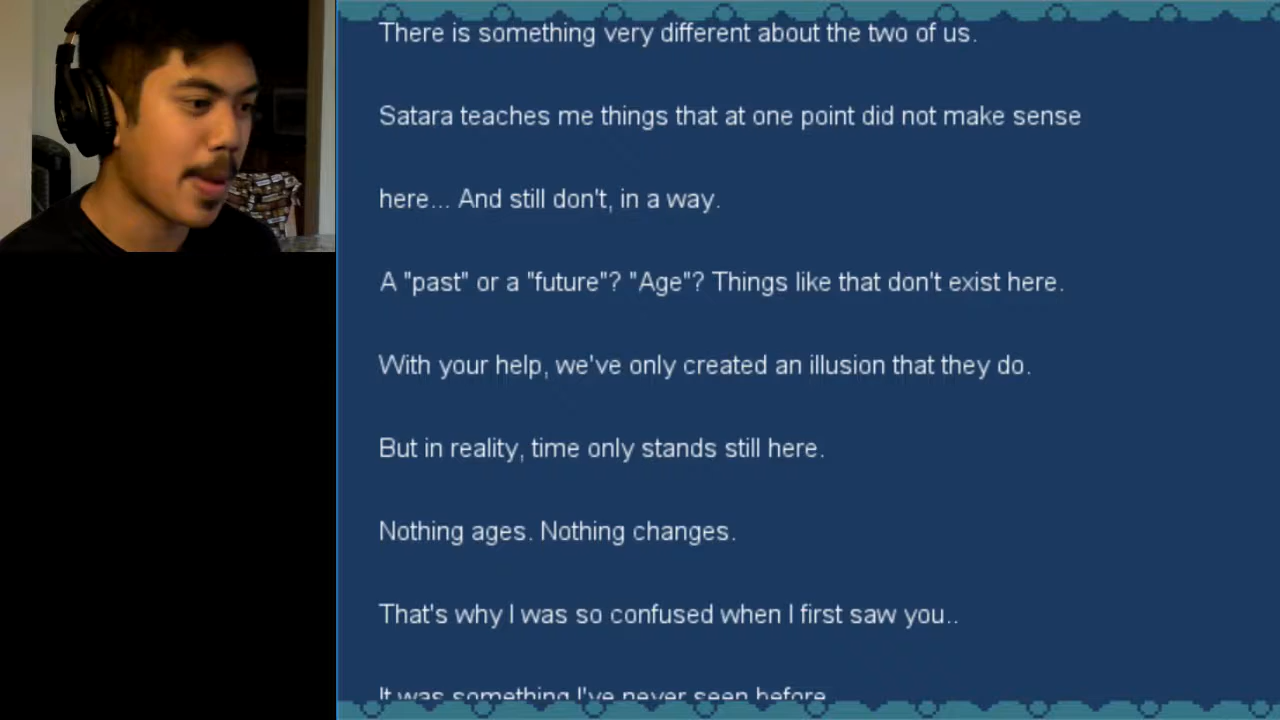 There is something very different about the two of us.
Satara teaches me things that at one point did not make sense
here... And still don't, in a way.
A "past" or a "future"? "Age"? Things like that don't exist here.
With your help, we've only created an illusion that they do.
But in reality, time only stands still here.
Nothing ages. Nothing changes.
That's why I was so confused when I first saw you..
It was something I've never seen before